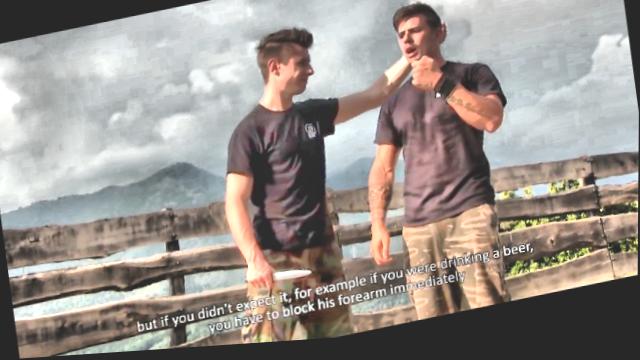 but if you didn't expect it, for example if you were drinking a beer,
you have to block his forearm immediately